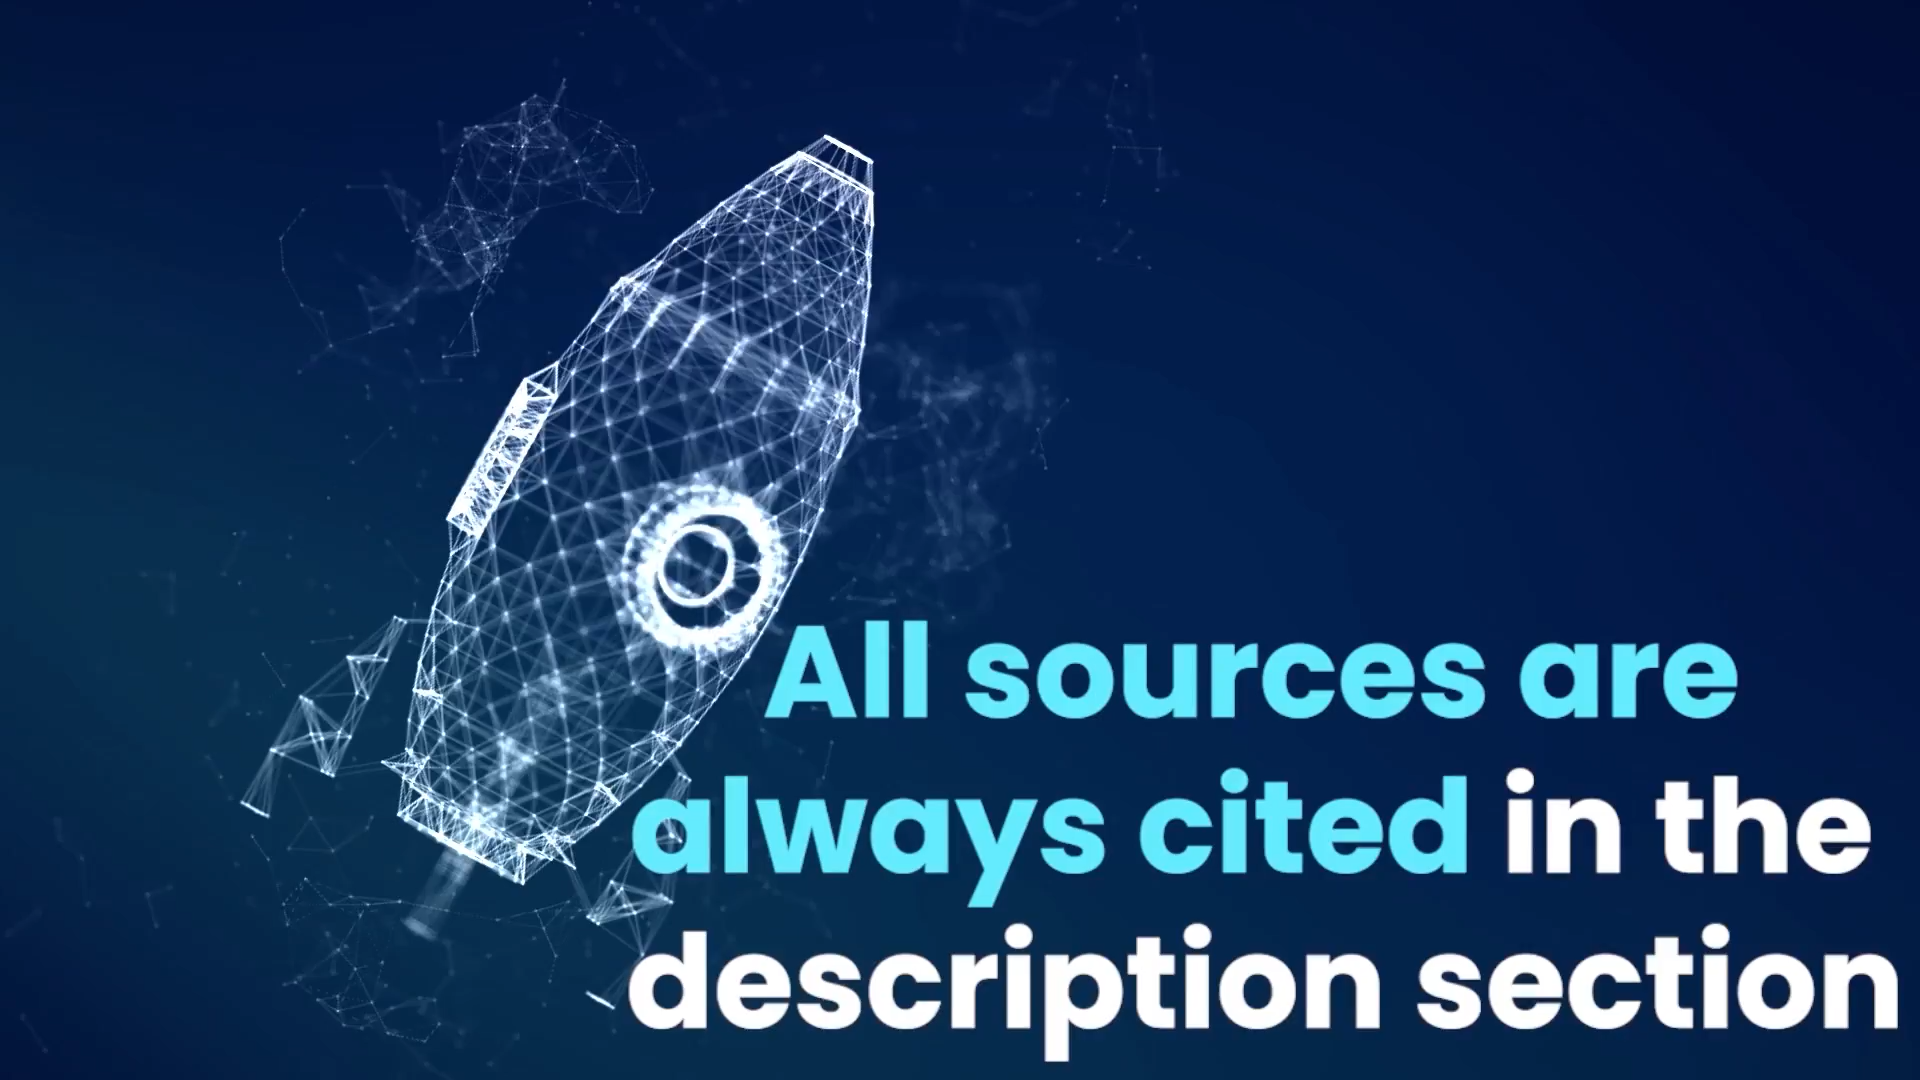 All sources are
always cited in the
description section